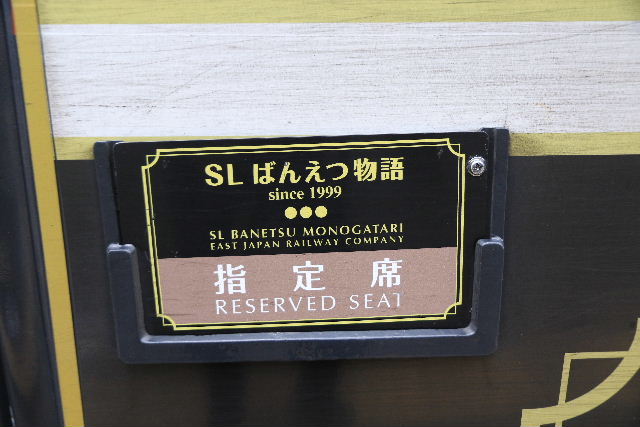 SL ばんえつ物語
since 1999
SL BANETSU MONOGATARI
EAST JAPAN RAILWAY COMPANY
指定席
RESERVED SEAT